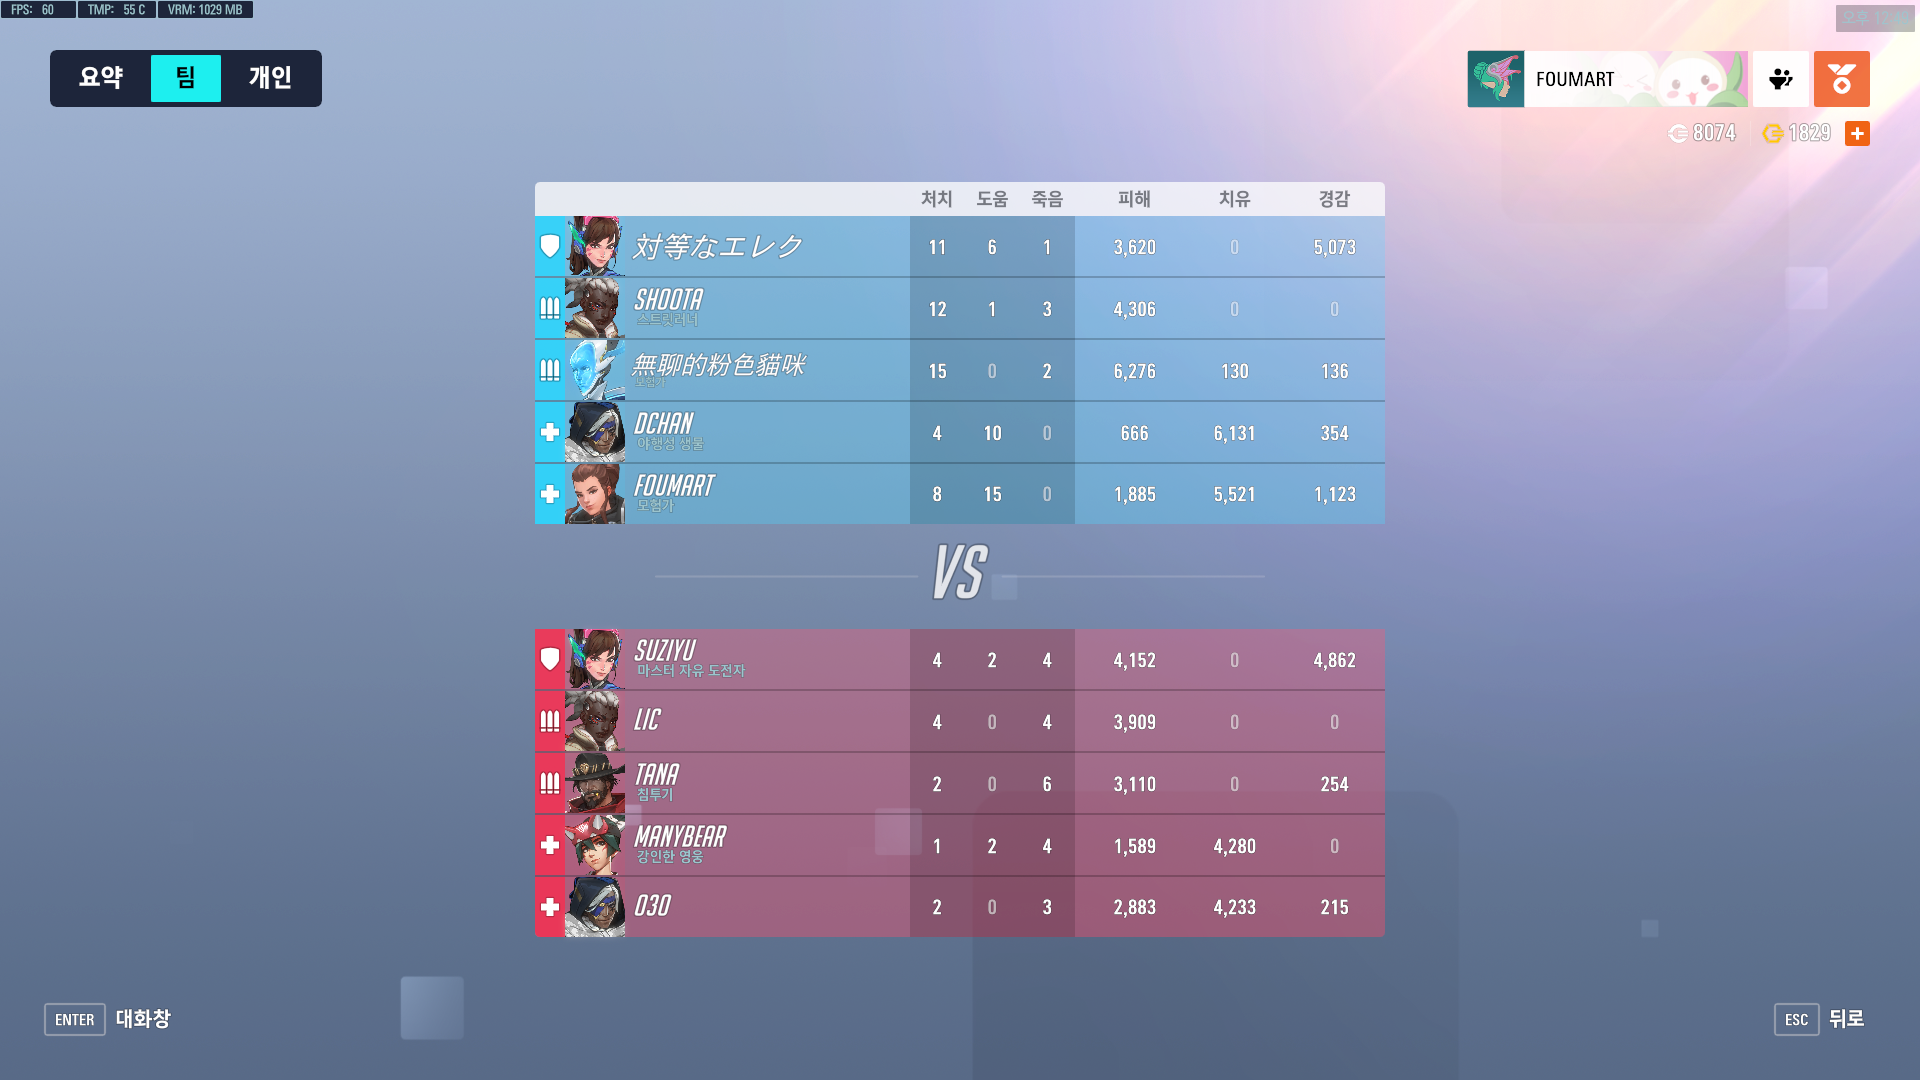 FPS: 60 TMP: 55 C VRM: 1029 MB
오후 12
요약 팀 개인
FOUMART
8074 1829 +
처치 도움 죽음 피해 치유 경감
対等なエレク 11 6 1 3,620 0 5,073
SHOOTA 12 1 3 4,306 0 0
스트릿러너
無聊的粉色貓咪 15 0 2 6,276 130 136
모험가
DCHAN 4 10 0 666 6,131 354
야행성 생물
FOUMART 8 15 0 1,885 5,521 1,123
모험가
VS
SUZIYU 4 2 4 4,152 0 4,862
마스터 자유 도전자
LIC 4 0 4 3,909 0 0
TANA 2 0 6 3,110 0 254
침투기
MANYBEAR 1 2 4 1,589 4,280 0
강인한 영웅
O3O 2 0 3 2,883 4,233 215
ENTER 대화창
ESC 뒤로